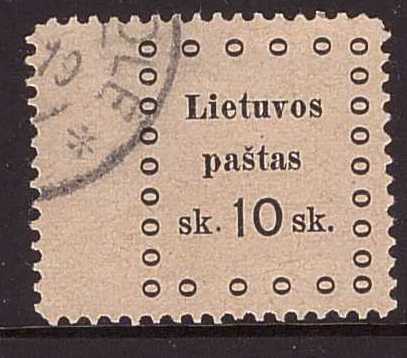 Lietuvos
paštas
sk. 10 sk.